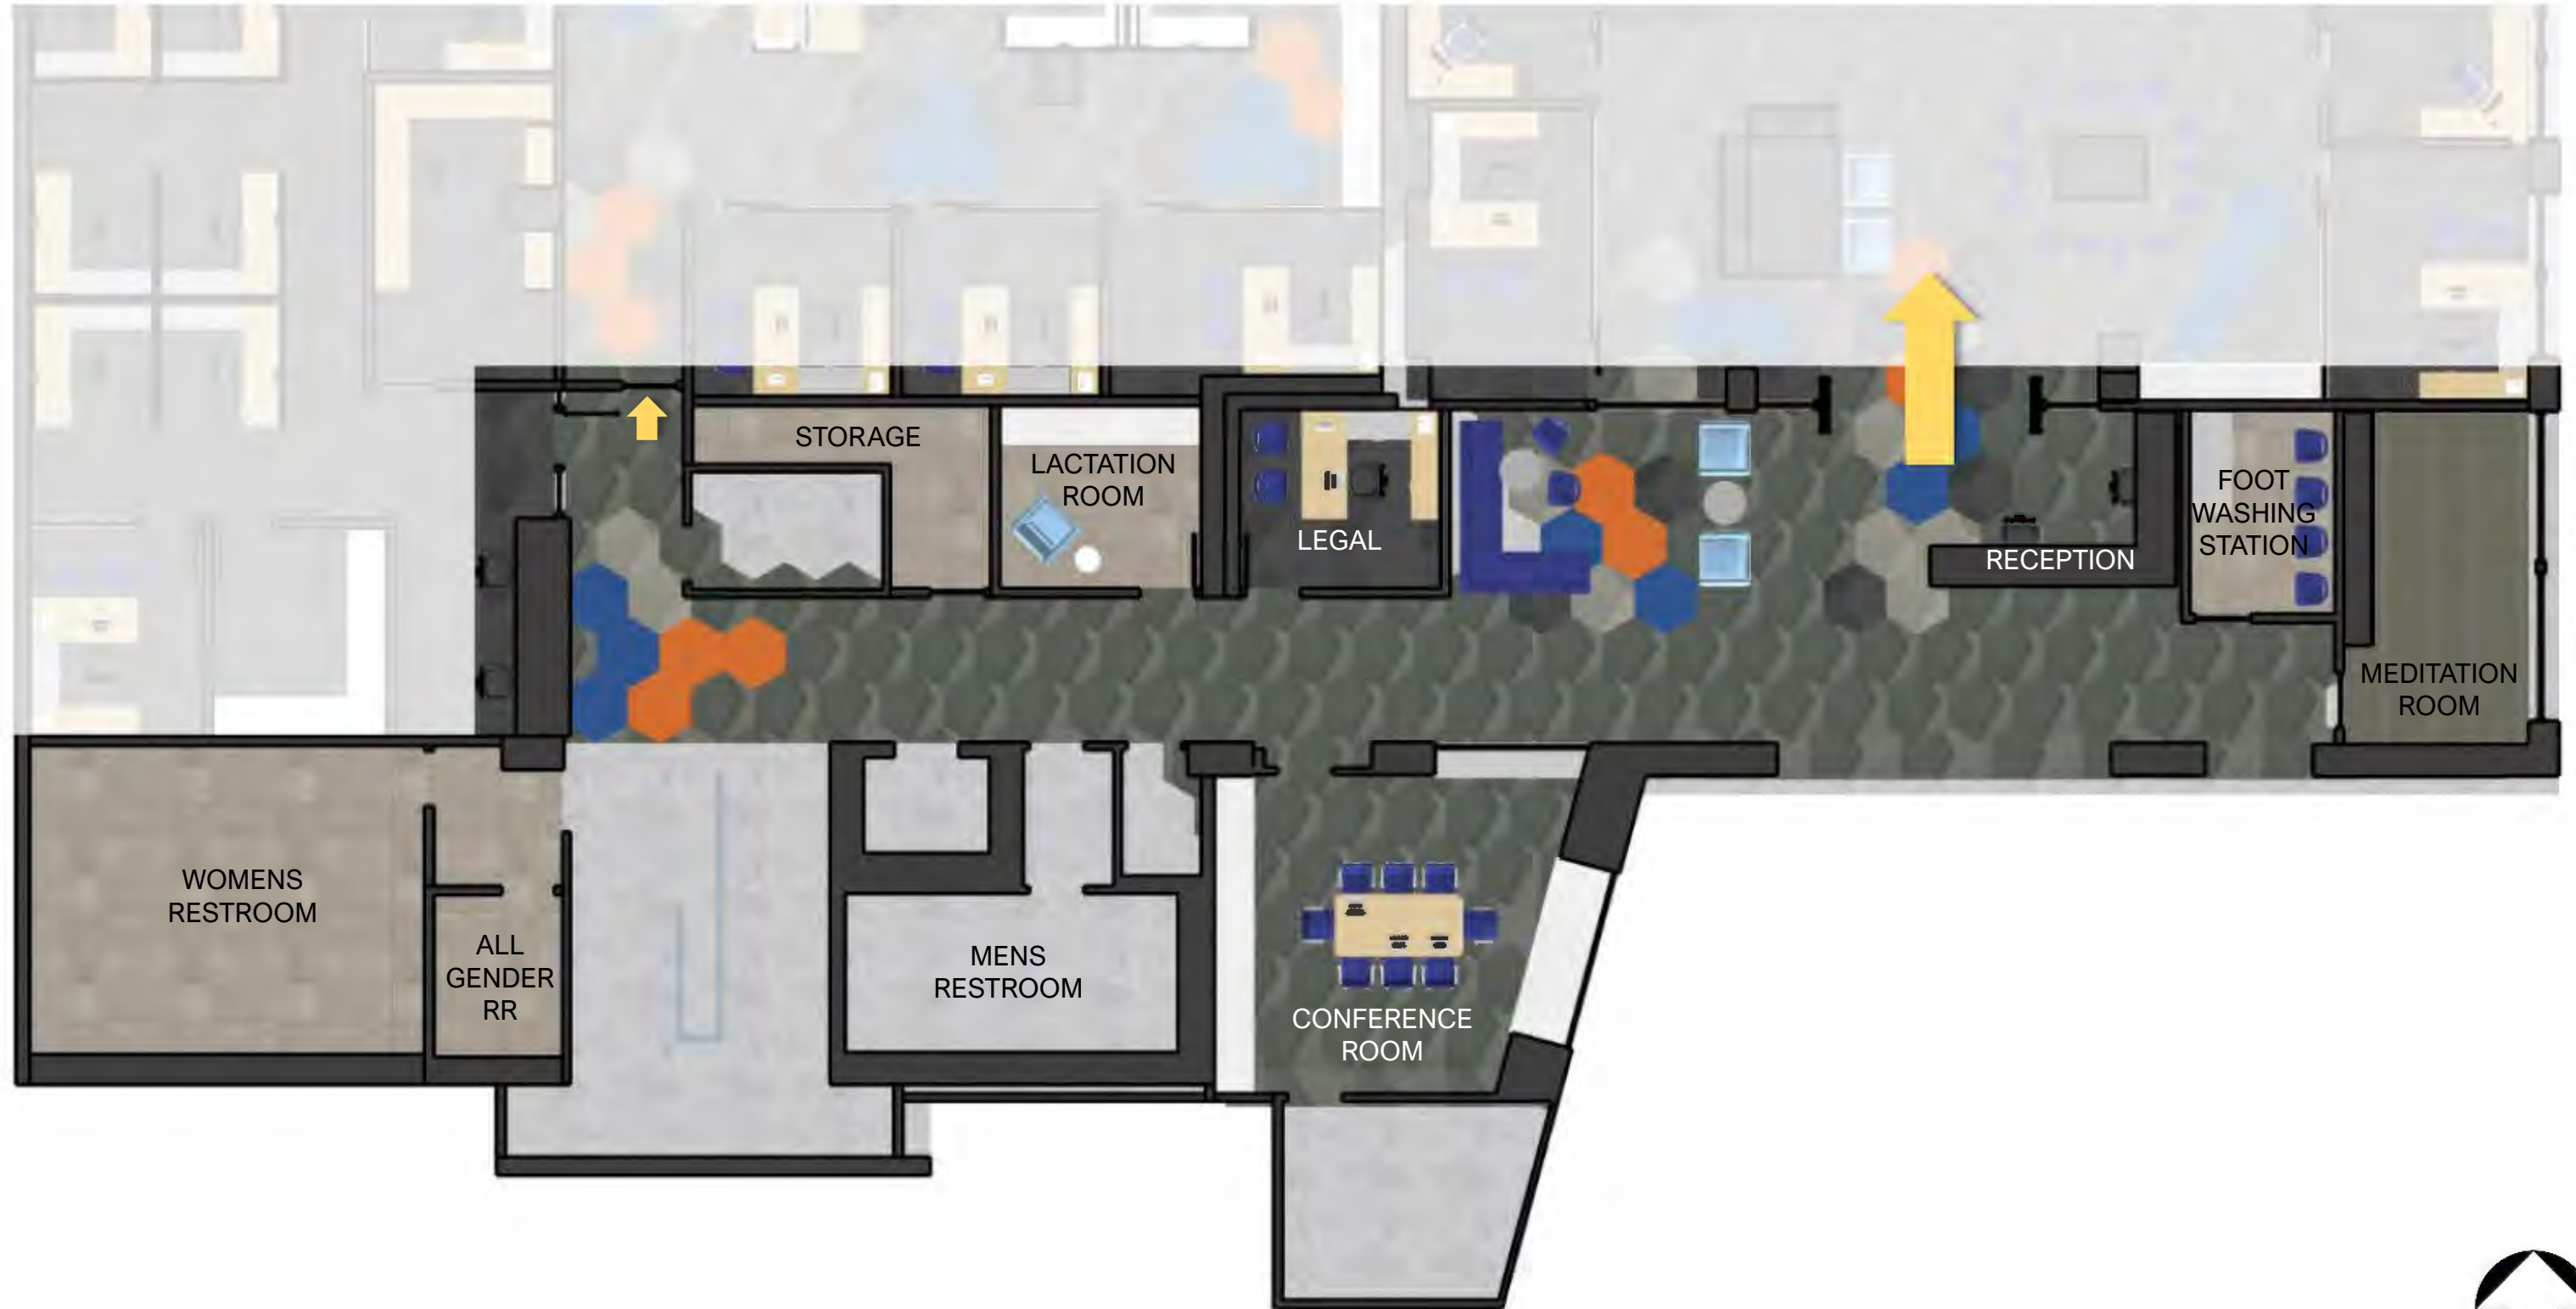 STORAGE
LACTATION
ROOM
LEGAL
RECEPTION
FOOT
WASHING
STATION
MEDITATION
ROOM
WOMENS
RESTROOM
ALL
GENDER
RR
MENS
RESTROOM
CONFERENCE
ROOM